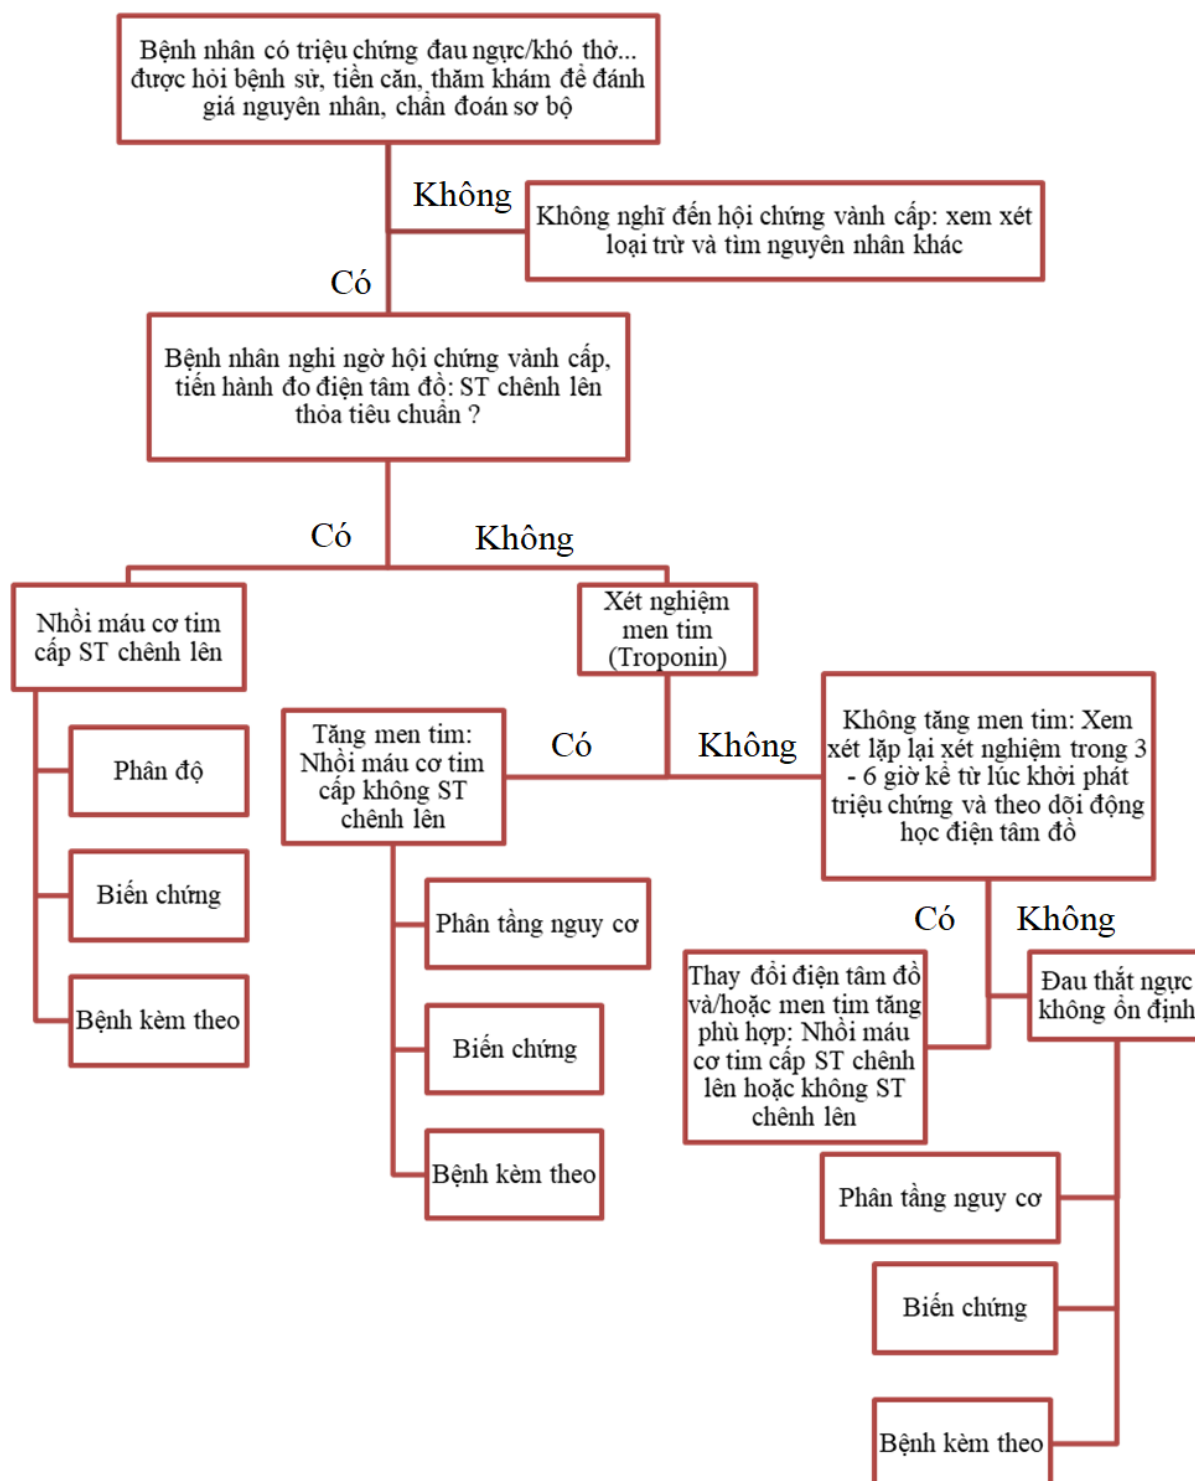 Bệnh nhân có triệu chứng đau ngực/khó thở...
được hỏi bệnh sử, tiền căn, thăm khám để đánh
giá nguyên nhân, chẩn đoán sơ bộ
Không
Không nghĩ đến hội chứng vành cấp: xem xét
loại trừ và tìm nguyên nhân khác
Có
Bệnh nhân nghi ngờ hội chứng vành cấp,
tiến hành đo điện tâm đồ: ST chênh lên
thỏa tiêu chuẩn ?
Có
Không
Nhồi máu cơ tim
cấp ST chênh lên
Phân độ
Biến chứng
Bệnh kèm theo
Xét nghiệm
men tim
(Troponin)
Có
Không
Tăng men tim:
Nhồi máu cơ tim
cấp không ST
chênh lên
Phân tầng nguy cơ
Biến chứng
Bệnh kèm theo
Không tăng men tim: Xem
xét lặp lại xét nghiệm trong 3
- 6 giờ kể từ lúc khởi phát
triệu chứng và theo dõi động
học điện tâm đồ
Có
Không
Thay đổi điện tâm đồ
và/hoặc men tim tăng
phù hợp: Nhồi máu
cơ tim cấp ST chênh
lên hoặc không ST
chênh lên
Đau thắt ngực
không ổn định
Phân tầng nguy cơ
Biến chứng
Bệnh kèm theo